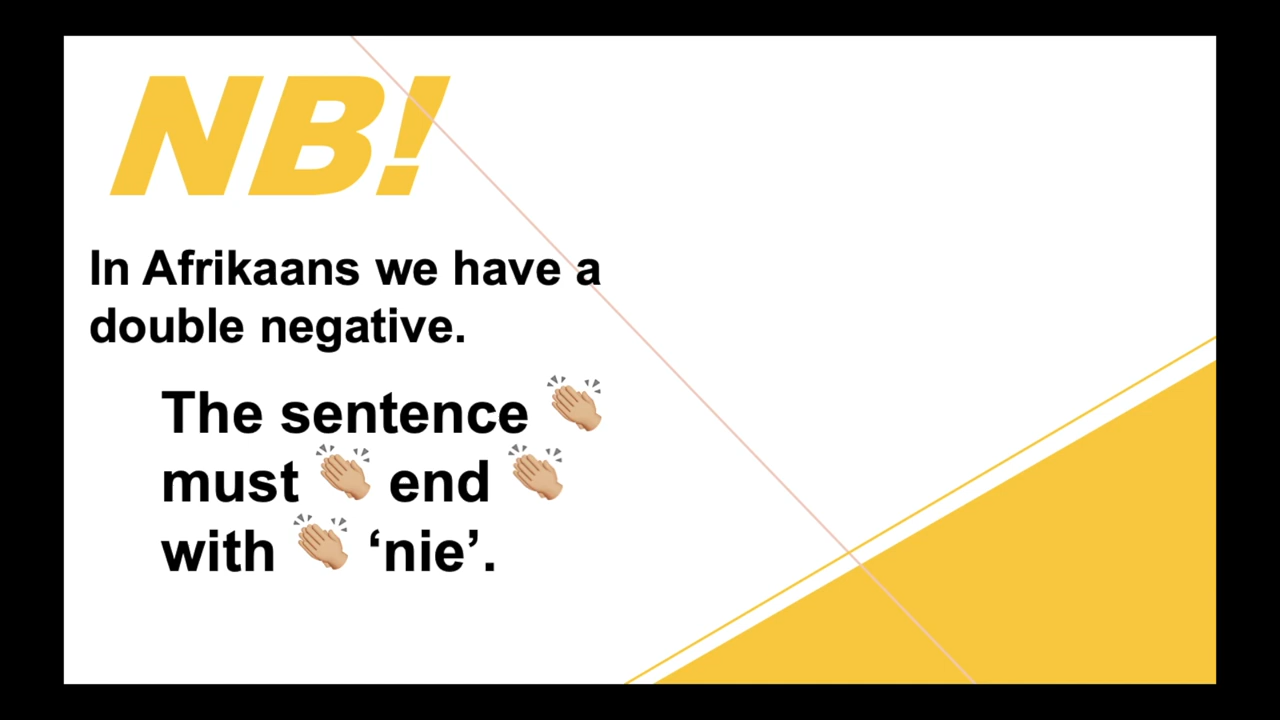 NB!
In Afrikaans we have a
double negative.
The sentence 👏🏼
must 👏🏼 end 👏🏼
with 👏🏼 ‘nie’.